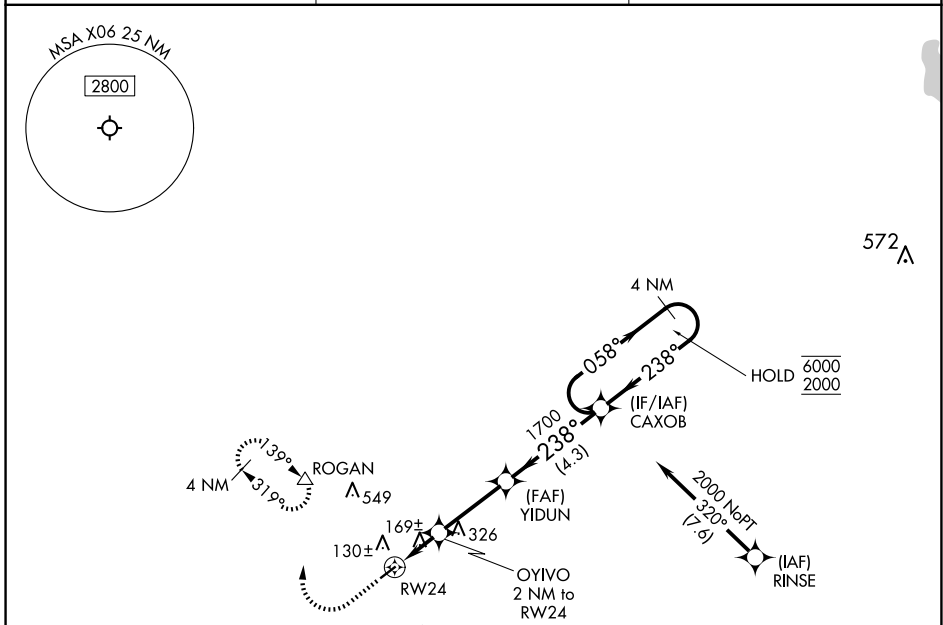 MSA X06 25 NM
2800
572
4 NM
058°
238°
HOLD 6000
2000
(IF/IAF)
CAXOB
1700
238°
(4.3)
139°
319°
4 NM
ROGAN
549
(FAF)
YIDUN
2000 NoPT
320°
(7.6)
169±
326
130±
RW24
OYIVO
2 NM to
RW24
(IAF)
RINSE